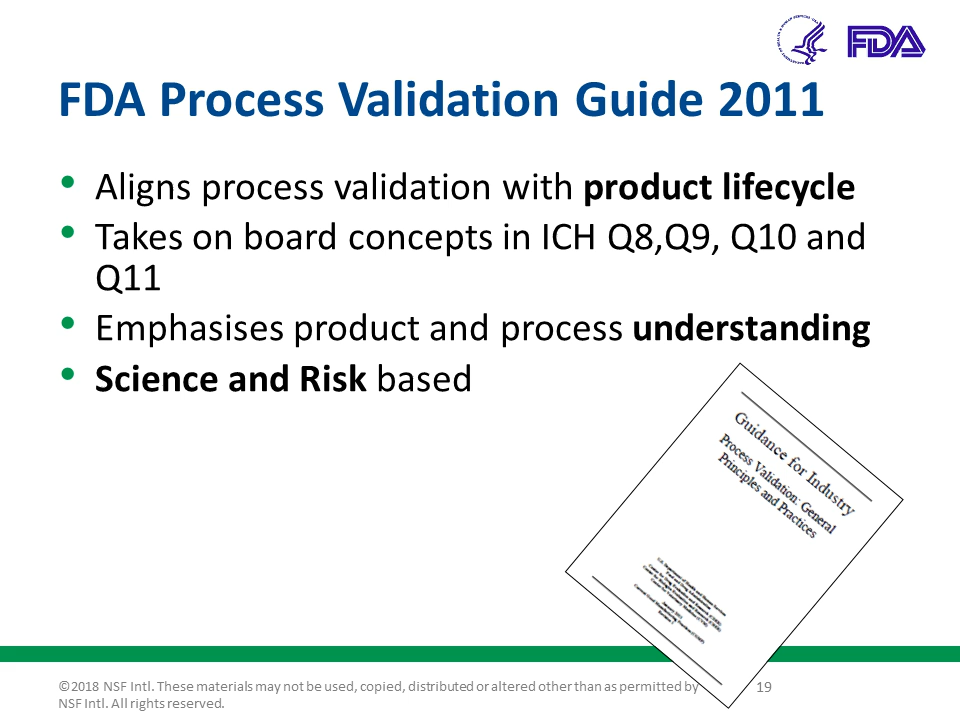 FDA
FDA Process Validation Guide 2011
• Aligns process validation with product lifecycle
• Takes on board concepts in ICH Q8,Q9, Q10 and
Q11
• Emphasises product and process understanding
• Science and Risk based
Guidance for Industry
Process Validation: General
Principles and Practices
©2018 NSF Intl. These materials may not be used, copied, distributed or altered other than as permitted by
NSF Intl. All rights reserved.
19